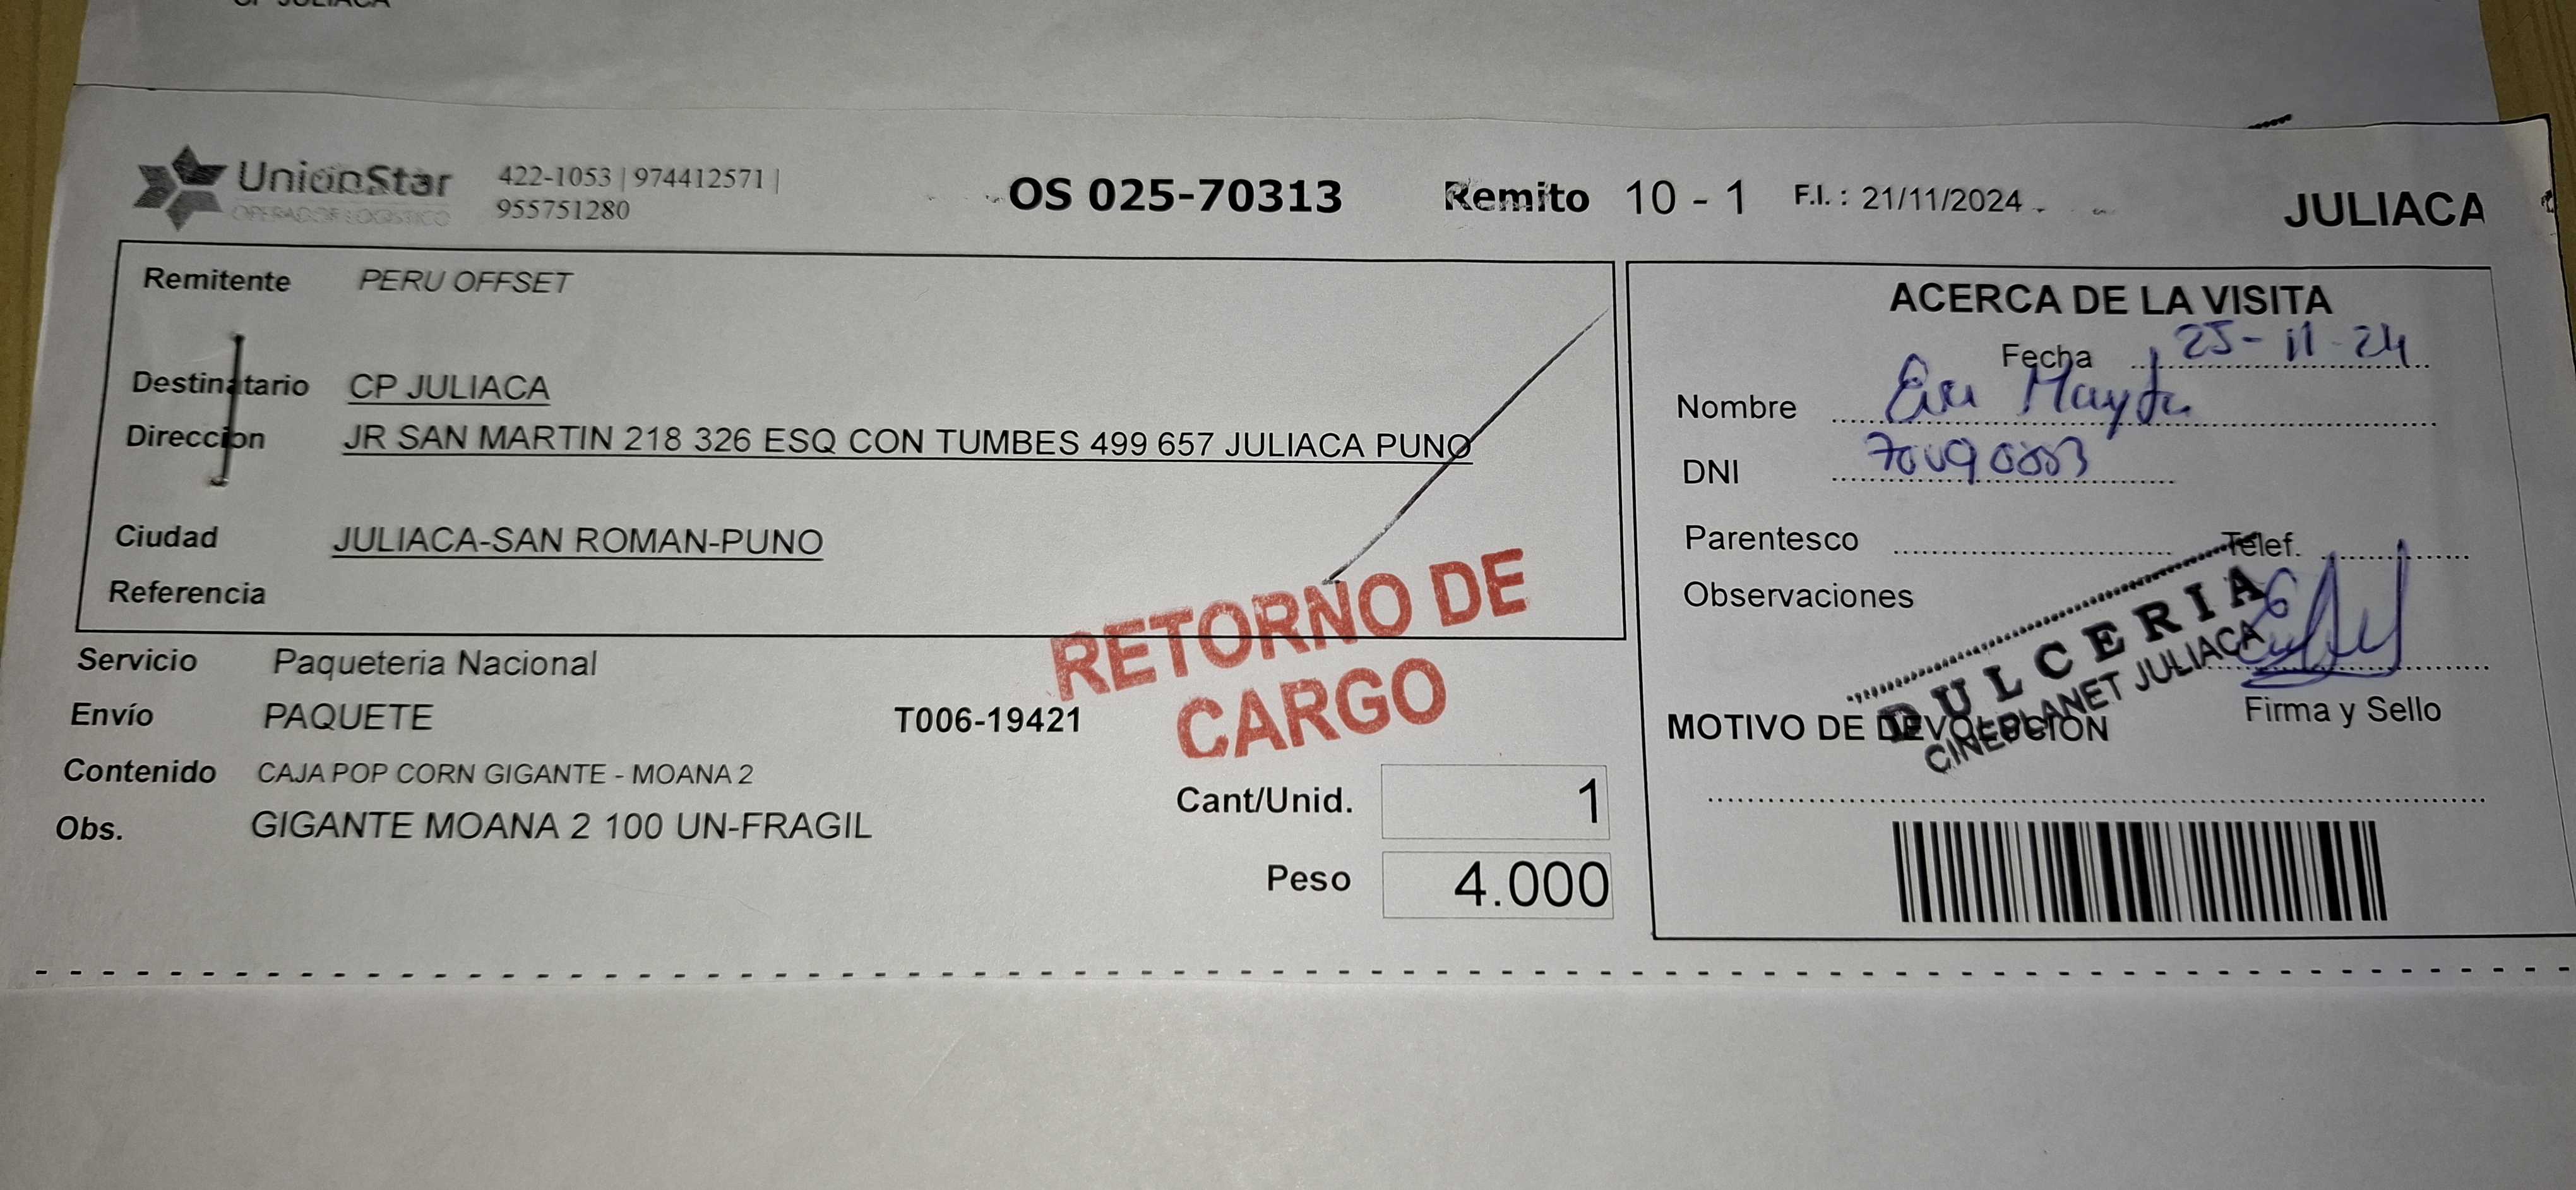 CP JULIACA
UnionStar
OPERADOR LOGISTICO
422-1053 | 974412571 |
955751280
OS 025-70313
Remito 10 - 1
F.I. : 21/11/2024
JULIACA
Remitente PERU OFFSET
Destinatario CP JULIACA
Direccion JR SAN MARTIN 218 326 ESQ CON TUMBES 499 657 JULIACA PUNO
Ciudad JULIACA-SAN ROMAN-PUNO
Referencia
Servicio Paqueteria Nacional
Envío PAQUETE
T006-19421
Contenido CAJA POP CORN GIGANTE - MOANA 2
Obs. GIGANTE MOANA 2 100 UN-FRAGIL
RETORNO DE
CARGO
Cant/Unid. 1
Peso 4.000
ACERCA DE LA VISITA
Fecha 25-11-24
Nombre
DNI
Parentesco
Telef.
Observaciones
DULCERIA
CINEPLANET JULIACA
Firma y Sello
MOTIVO DE DEVOLUCION